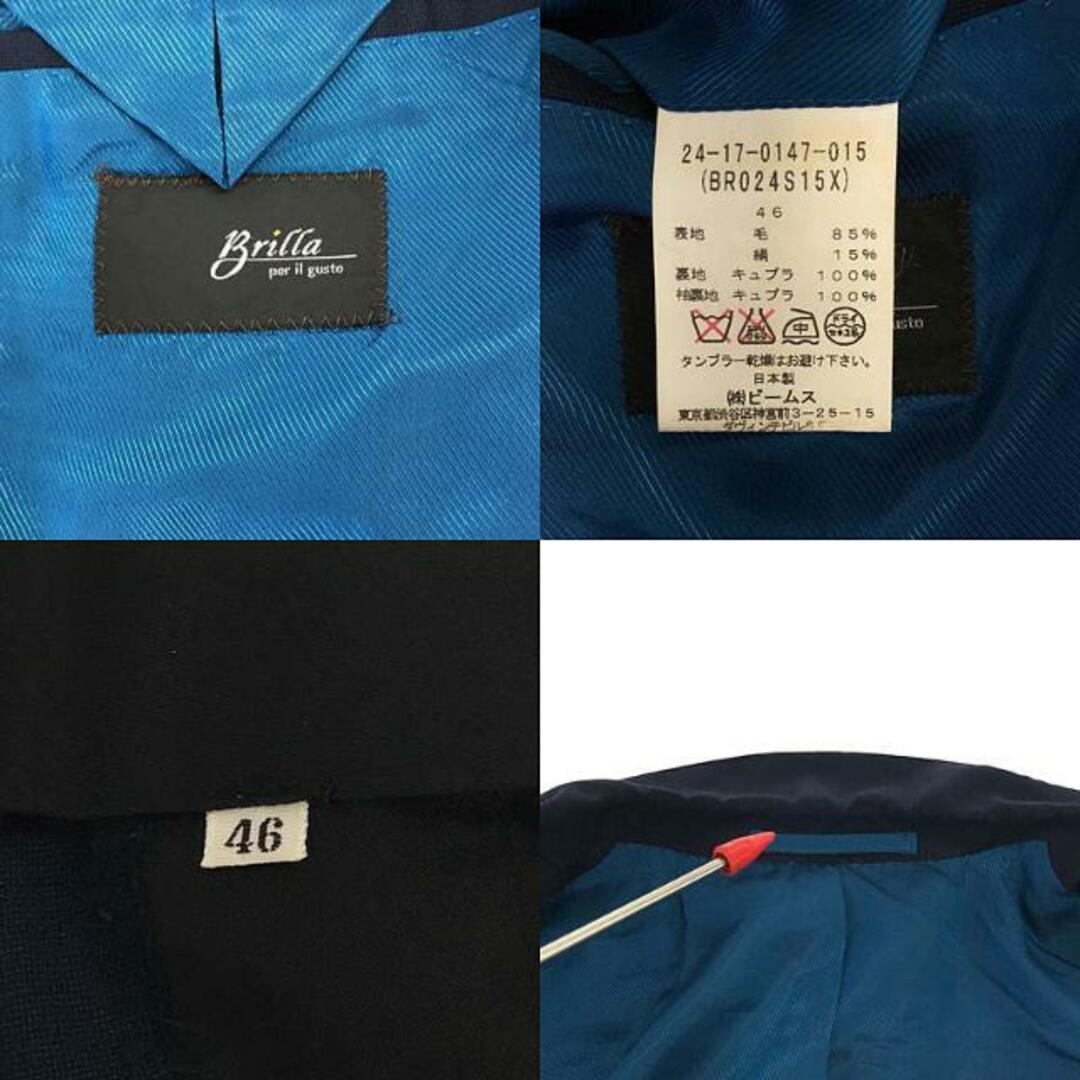 Brilla
per il gusto
24-17-0147-015
(BR024S15X)
46
表地 毛 85%
絹 15%
裏地 キュプラ 100%
袖裏地 キュプラ 100%
中
ドライ
タンブラー乾燥はお避け下さい。
日本製
㈱ビームス
東京都渋谷区神宮前3-25-15
usto
46